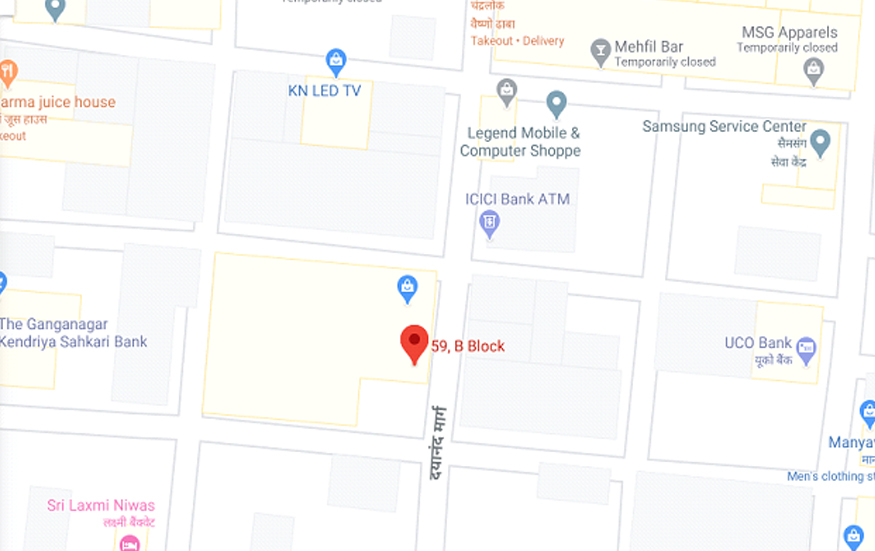 Temporarily closed
चंद्रलोक
वैष्णो ढाबा
Takeout • Delivery
MSG Apparels
Temporarily closed
Mehfil Bar
Temporarily closed
KN LED TV
arma juice house
जूस हाउस
keout
Legend Mobile &
Computer Shoppe
Samsung Service Center
सैमसंग
सेवा केंद्र
ICICI Bank ATM
The Ganganagar
Kendriya Sahkari Bank
59, B Block
UCO Bank
यूको बैंक
दयानंद मार्ग
Manya
Men's clothing st
Sri Laxmi Niwas
लक्ष्मी बैंक्वेट